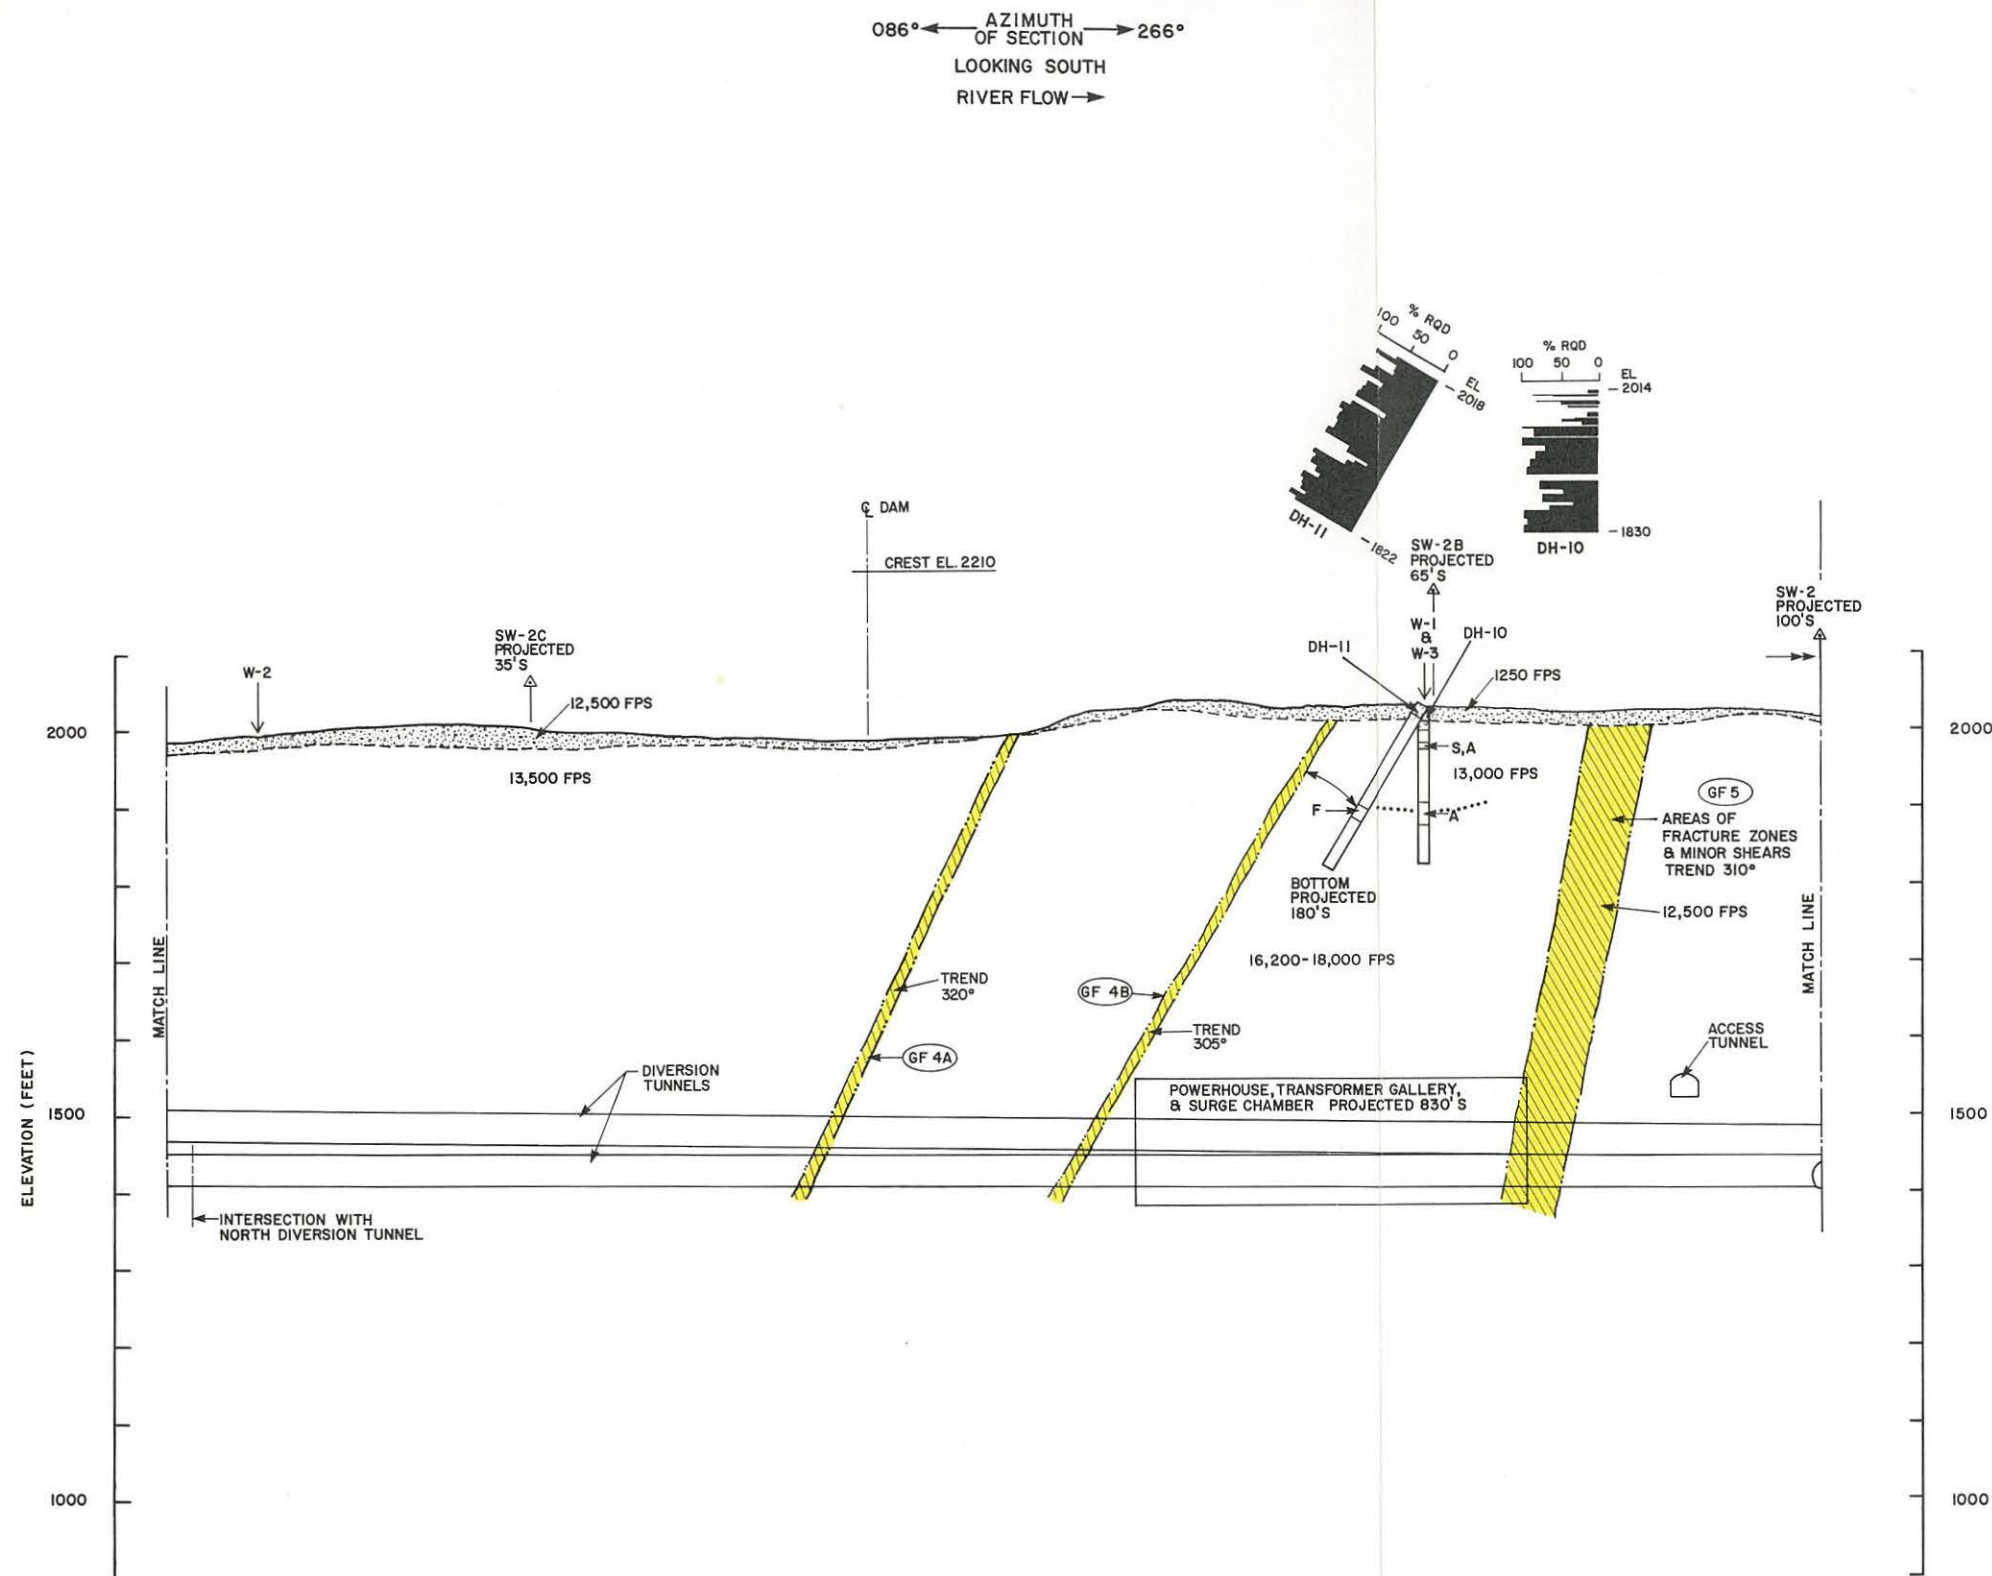 AZIMUTH
086° OF SECTION 266°
LOOKING SOUTH
RIVER FLOW
% RQD
100 50 0
EL
2018
DH-11
1822
% RQD
100 50 0
EL
2014
1830
DH-10
℄ DAM
CREST EL. 2210
SW-2B
PROJECTED
65'S
SW-2
PROJECTED
100'S
W-1
&
W-3
DH-11
DH-10
1250 FPS
SW-2C
PROJECTED
35'S
W-2
12,500 FPS
13,500 FPS
2000
2000
S,A
13,000 FPS
F
A
GF 5
AREAS OF
FRACTURE ZONES
& MINOR SHEARS
TREND 310°
BOTTOM
PROJECTED
180'S
12,500 FPS
16,200-18,000 FPS
MATCH LINE
MATCH LINE
TREND
320°
GF 4B
TREND
305°
GF 4A
ACCESS
TUNNEL
DIVERSION
TUNNELS
POWERHOUSE, TRANSFORMER GALLERY,
& SURGE CHAMBER PROJECTED 830'S
ELEVATION (FEET)
1500
1500
INTERSECTION WITH
NORTH DIVERSION TUNNEL
1000
1000